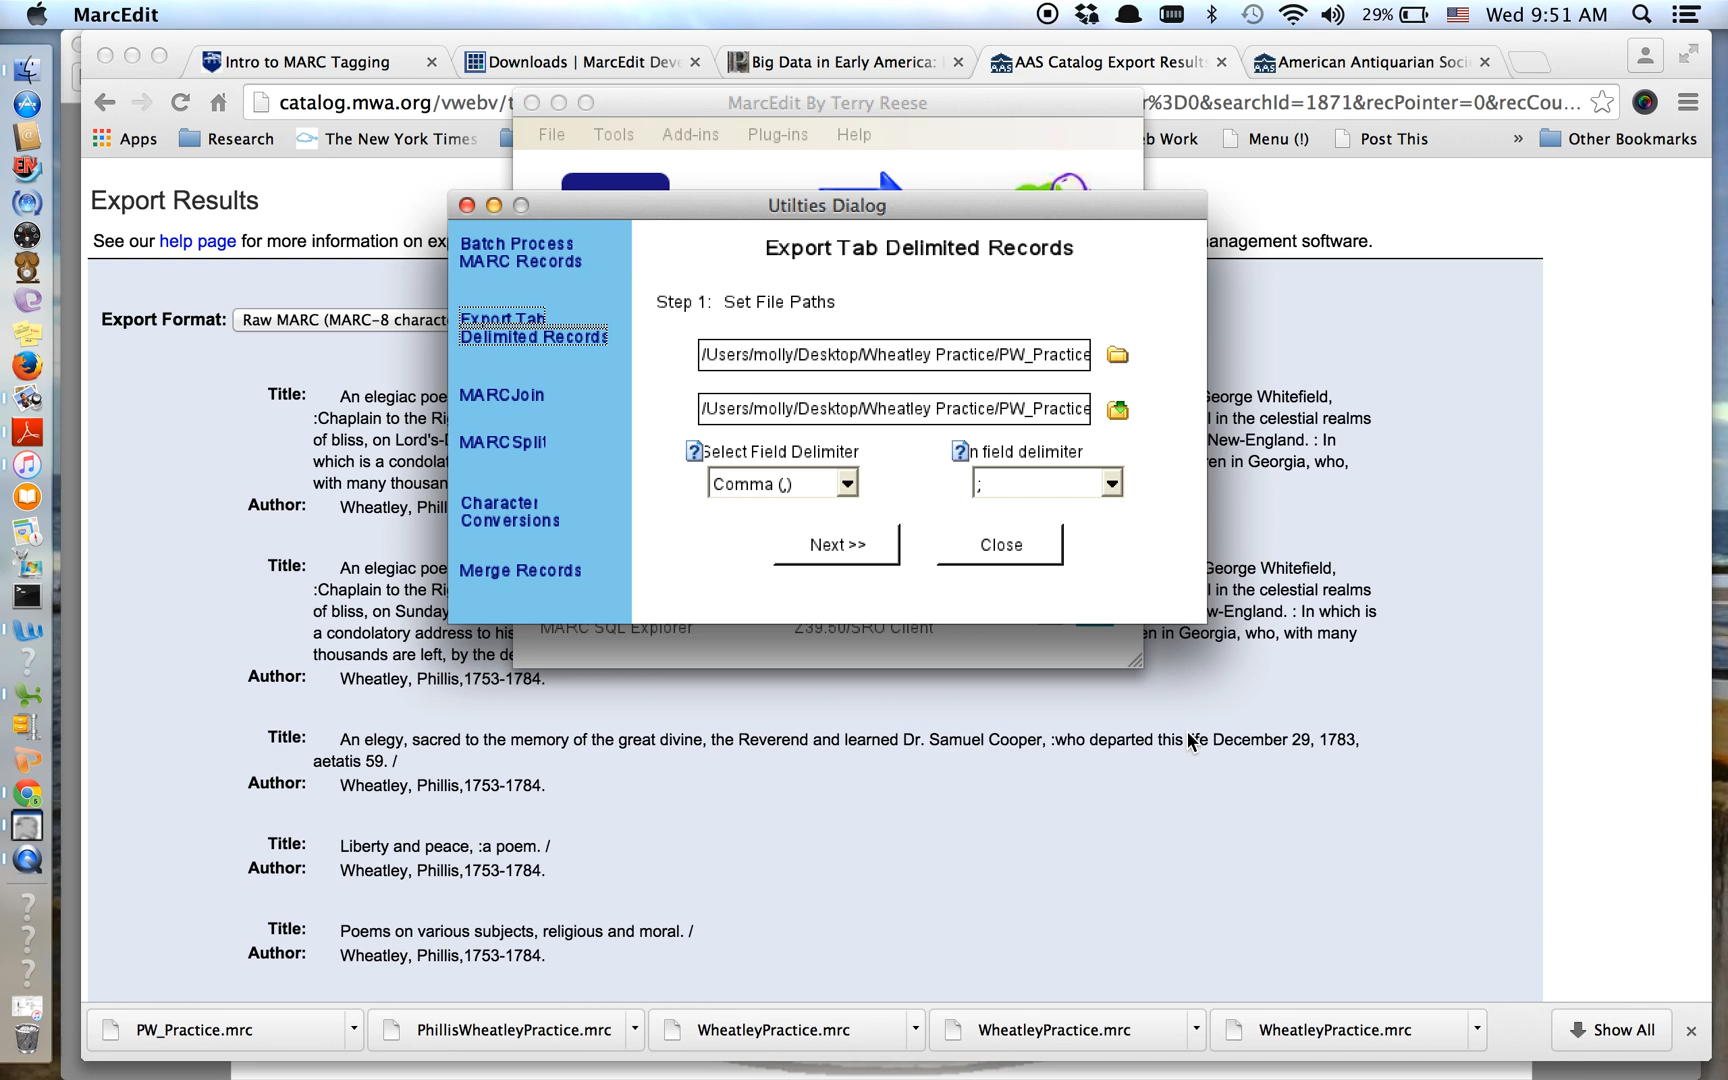 MarcEdit
29%
Wed 9:51 AM
Intro to MARC Tagging
Downloads | MarcEdit Deve
Big Data in Early America:
AAS Catalog Export Results
American Antiquarian Soci
catalog.mwa.org/vwebv/
r%3D0&searchId=1871&recPointer=0&recCou...
Apps
Research
The New York Times
eb Work
Menu (!)
Post This
»
Other Bookmarks
MarcEdit By Terry Reese
File
Tools
Add-ins
Plug-ins
Help
Export Results
See our help page for more information on ex
anagement software.
Export Format:
Raw MARC (MARC-8 charact
Utilties Dialog
Batch Process
MARC Records
Export Tab
Delimited Records
MARCJoin
MARCSplit
Character
Conversions
Merge Records
Export Tab Delimited Records
Step 1: Set File Paths
/Users/molly/Desktop/Wheatley Practice/PW_Practice
/Users/molly/Desktop/Wheatley Practice/PW_Practice
Select Field Delimiter
n field delimiter
Comma (,)
;
Next >>
Close
MARC SQL Explorer
Z39.50/SRU Client
Title: An elegiac poe
George Whitefield,
:Chaplain to the Ri
l in the celestial realms
of bliss, on Lord's-
New-England. : In
which is a condolat
en in Georgia, who,
with many thousan
Author: Wheatley, Phill
Title: An elegiac poe
George Whitefield,
:Chaplain to the Ri
l in the celestial realms
of bliss, on Sunday
w-England. : In which is
a condolatory address to his
en in Georgia, who, with many
thousands are left, by the de
Author: Wheatley, Phillis,1753-1784.
Title: An elegy, sacred to the memory of the great divine, the Reverend and learned Dr. Samuel Cooper, :who departed this life December 29, 1783,
aetatis 59. /
Author: Wheatley, Phillis,1753-1784.
Title: Liberty and peace, :a poem. /
Author: Wheatley, Phillis,1753-1784.
Title: Poems on various subjects, religious and moral. /
Author: Wheatley, Phillis,1753-1784.
PW_Practice.mrc
PhillisWheatleyPractice.mrc
WheatleyPractice.mrc
WheatleyPractice.mrc
WheatleyPractice.mrc
Show All